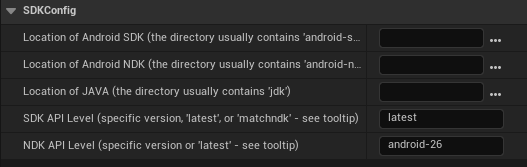 SDKConfig
Location of Android SDK (the directory usually contains 'android-s...
Location of Android NDK (the directory usually contains 'android-n...
Location of JAVA (the directory usually contains 'jdk')
SDK API Level (specific version, 'latest', or 'matchndk' - see tooltip) latest
NDK API Level (specific version or 'latest' - see tooltip) android-26